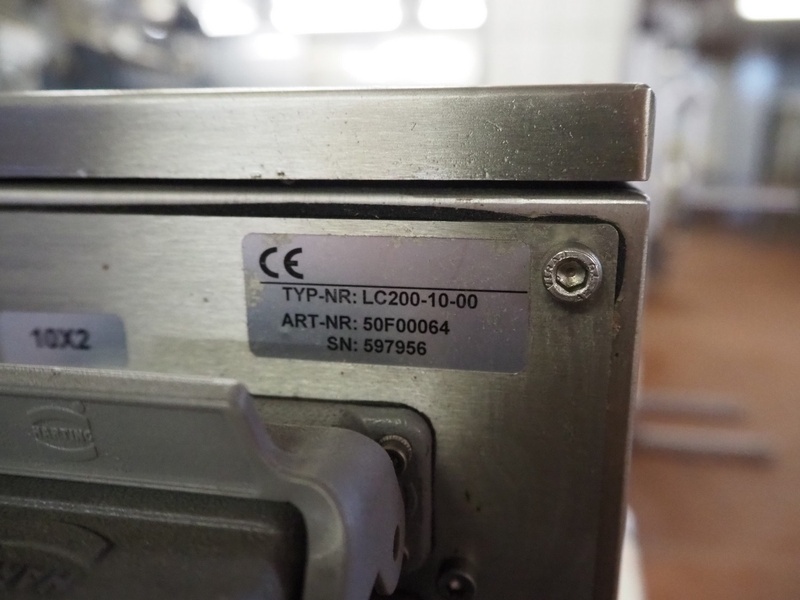 CE
TYP-NR: LC200-10-00
ART-NR: 50F00064
SN: 597956
10X2
HARTING